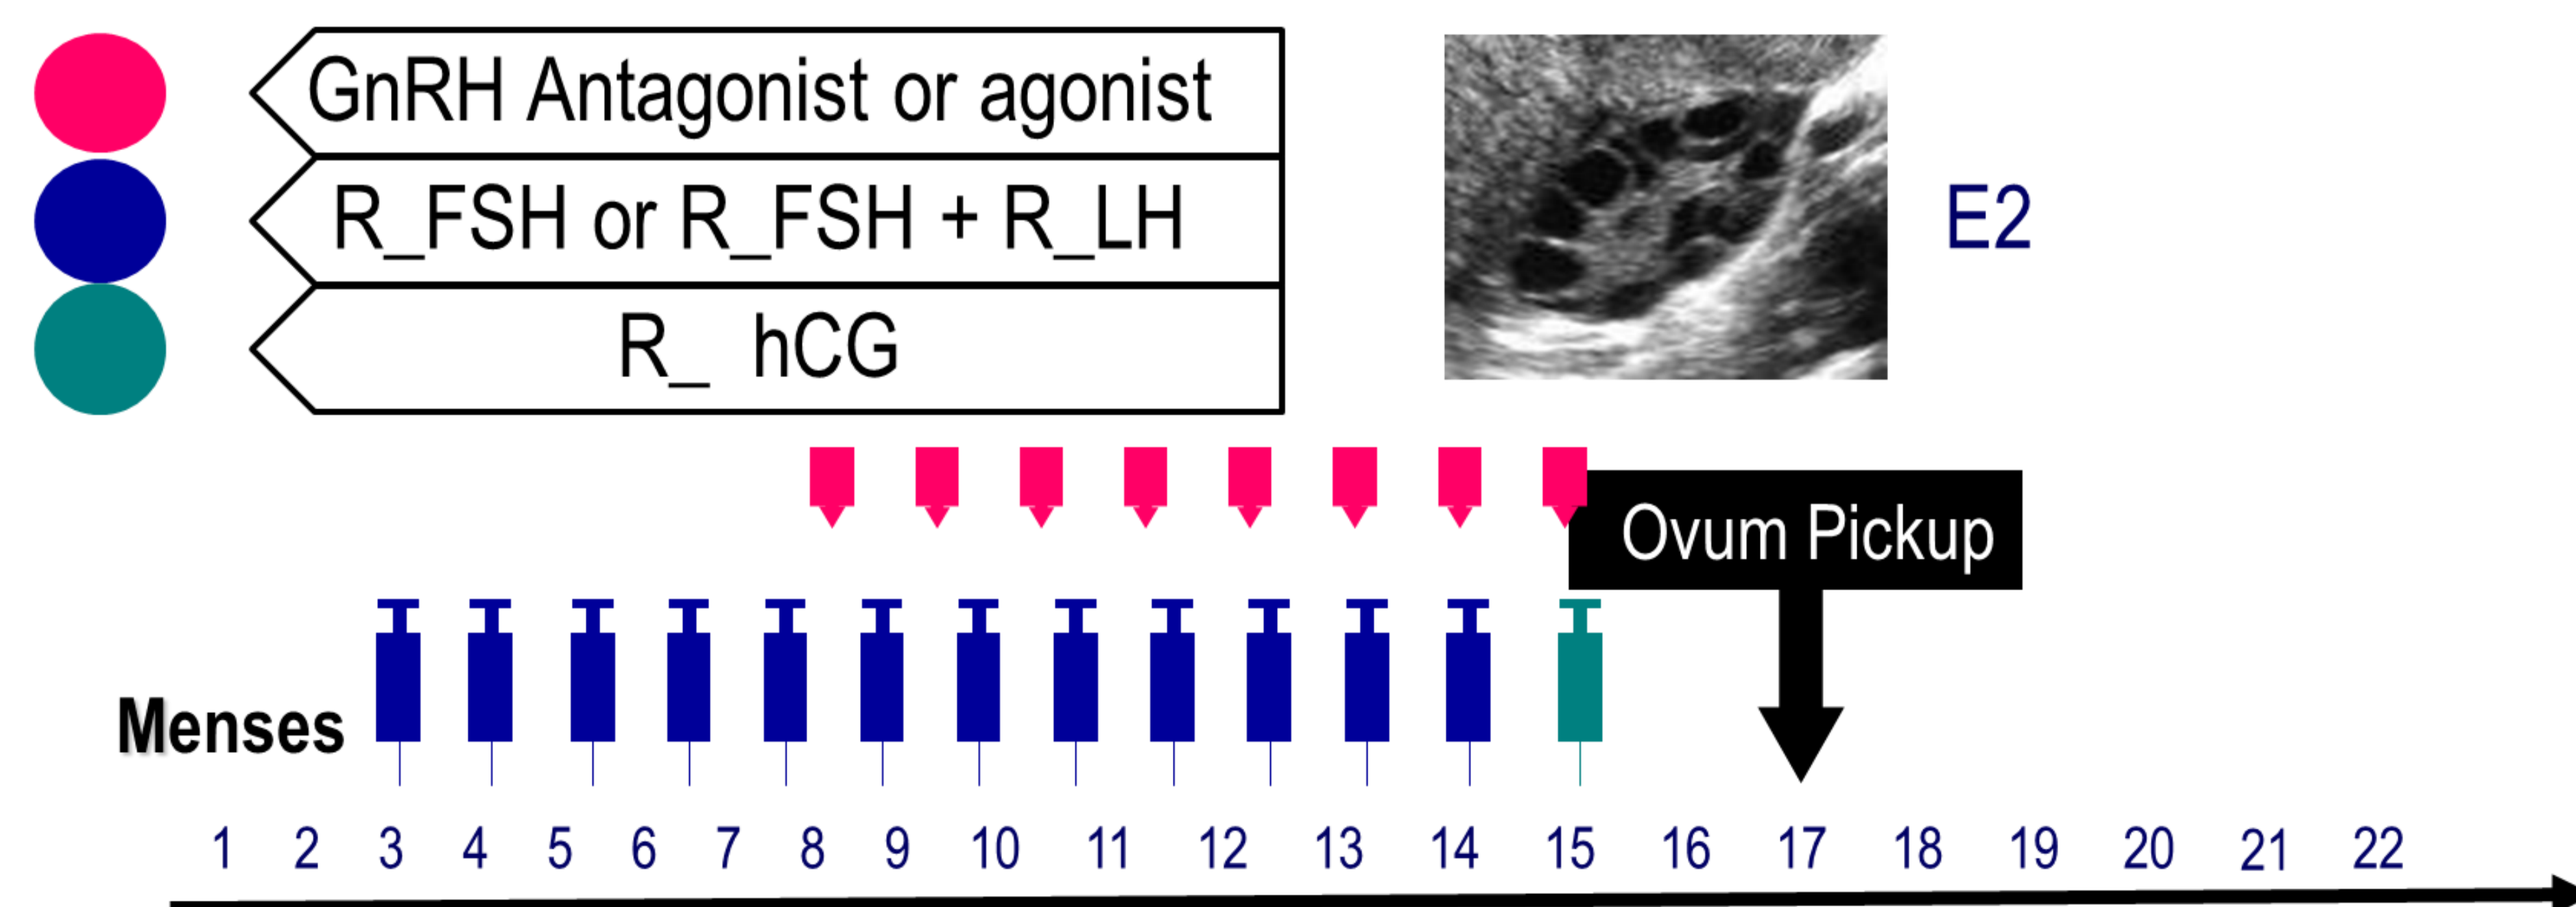 GnRH Antagonist or agonist
R_FSH or R_FSH + R_LH
E2
R_ hCG
Ovum Pickup
Menses
1 2 3 4 5 6 7 8 9 10 11 12 13 14 15 16 17 18 19 20 21 22